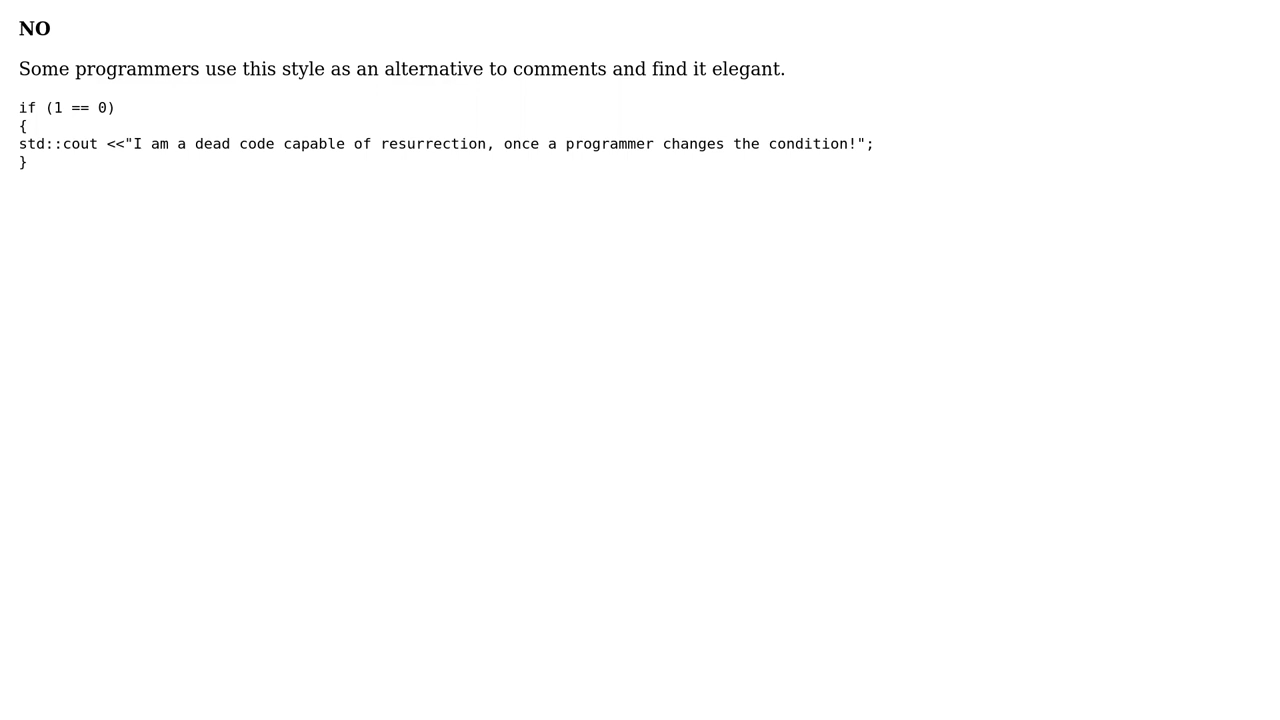 NO
Some programmers use this style as an alternative to comments and find it elegant.
if (1 == 0)
{
std::cout <<"I am a dead code capable of resurrection, once a programmer changes the condition!";
}